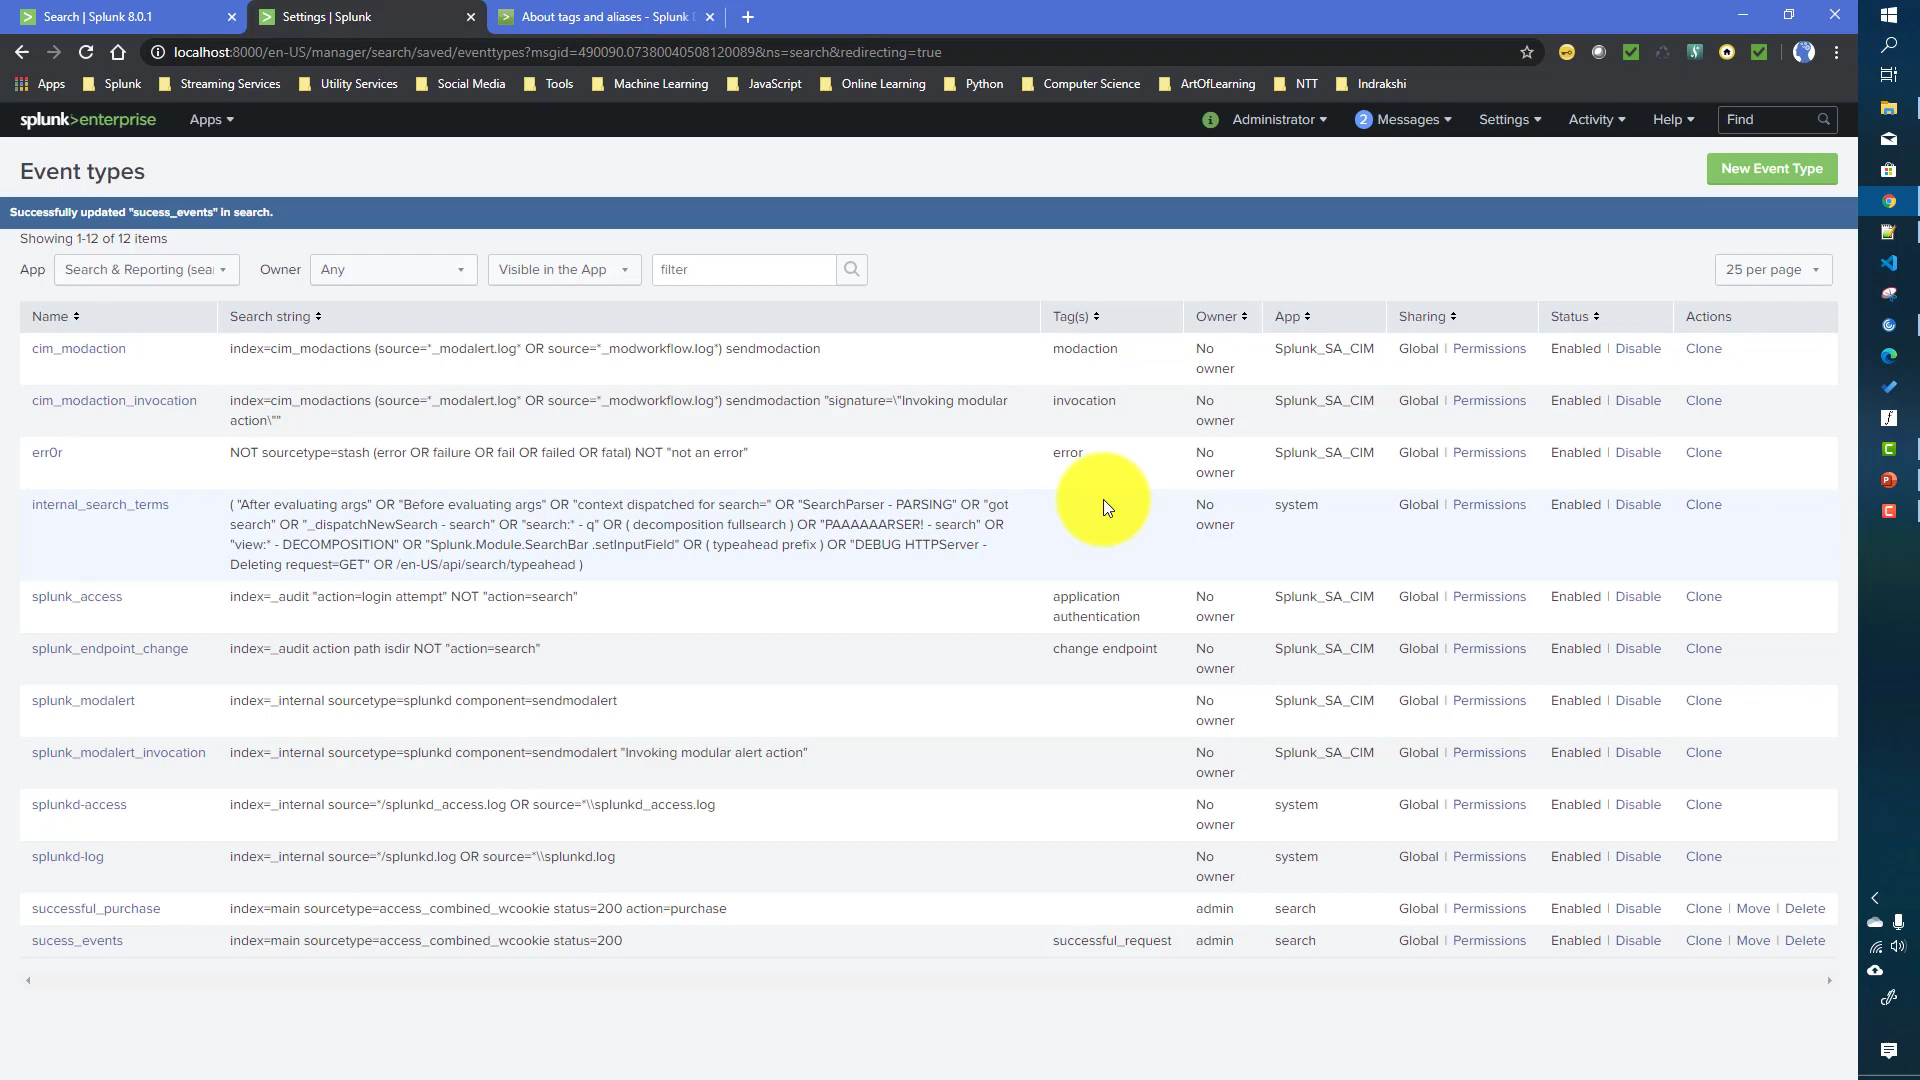 Search | Splunk 8.0.1
Settings | Splunk
About tags and aliases - Splunk
localhost:8000/en-US/manager/search/saved/eventtypes?msgid=490090.07380040508120089&ns=search&redirecting=true
Apps Splunk Streaming Services Utility Services Social Media Tools Machine Learning JavaScript Online Learning Python Computer Science ArtOfLearning NTT Indrakshi
splunk>enterprise Apps Administrator 2 Messages Settings Activity Help Find
Event types New Event Type
Successfully updated "sucess_events" in search.
Showing 1-12 of 12 items
App Search & Reporting (sear Owner Any Visible in the App filter 25 per page
Name Search string Tag(s) Owner App Sharing Status Actions
cim_modaction index=cim_modactions (source=*_modalert.log* OR source=*_modworkflow.log*) sendmodaction modaction No Splunk_SA_CIM Global | Permissions Enabled | Disable Clone
owner
cim_modaction_invocation index=cim_modactions (source=*_modalert.log* OR source=*_modworkflow.log*) sendmodaction "signature=\"Invoking modular invocation No Splunk_SA_CIM Global | Permissions Enabled | Disable Clone
action\"" owner
err0r NOT sourcetype=stash (error OR failure OR fail OR failed OR fatal) NOT "not an error" error No Splunk_SA_CIM Global | Permissions Enabled | Disable Clone
owner
internal_search_terms ( "After evaluating args" OR "Before evaluating args" OR "context dispatched for search=" OR "SearchParser - PARSING" OR "got No system Global | Permissions Enabled | Disable Clone
search" OR "_dispatchNewSearch - search" OR "search:* - q" OR ( decomposition fullsearch ) OR "PAAAAAARSER! - search" OR owner
"view:* - DECOMPOSITION" OR "Splunk.Module.SearchBar .setInputField" OR ( typeahead prefix ) OR "DEBUG HTTPServer -
Deleting request=GET" OR /en-US/api/search/typeahead )
splunk_access index=_audit "action=login attempt" NOT "action=search" application No Splunk_SA_CIM Global | Permissions Enabled | Disable Clone
authentication owner
splunk_endpoint_change index=_audit action path isdir NOT "action=search" change endpoint No Splunk_SA_CIM Global | Permissions Enabled | Disable Clone
owner
splunk_modalert index=_internal sourcetype=splunkd component=sendmodalert No Splunk_SA_CIM Global | Permissions Enabled | Disable Clone
owner
splunk_modalert_invocation index=_internal sourcetype=splunkd component=sendmodalert "Invoking modular alert action" No Splunk_SA_CIM Global | Permissions Enabled | Disable Clone
owner
splunkd-access index=_internal source=*/splunkd_access.log OR source=*\\splunkd_access.log No system Global | Permissions Enabled | Disable Clone
owner
splunkd-log index=_internal source=*/splunkd.log OR source=*\\splunkd.log No system Global | Permissions Enabled | Disable Clone
owner
successful_purchase index=main sourcetype=access_combined_wcookie status=200 action=purchase admin search Global | Permissions Enabled | Disable Clone | Move | Delete
sucess_events index=main sourcetype=access_combined_wcookie status=200 successful_request admin search Global | Permissions Enabled | Disable Clone | Move | Delete